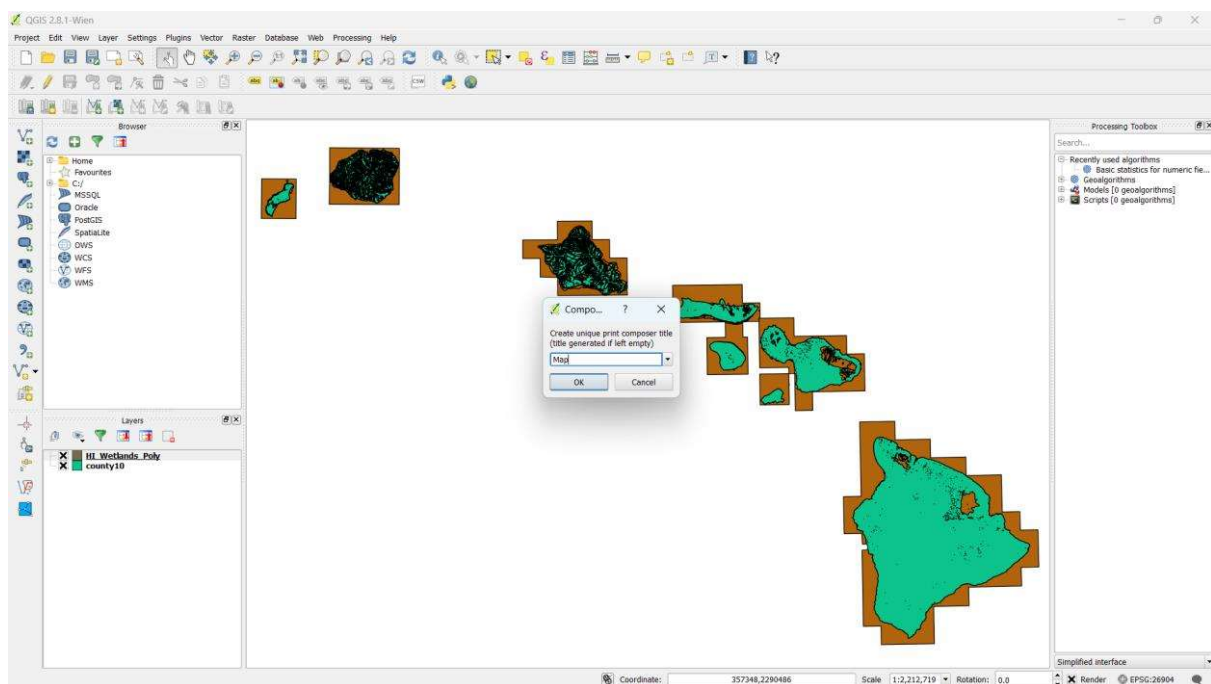 QGIS 2.8.1-Wien
Project Edit View Layer Settings Plugins Vector Raster Database Web Processing Help
CSW
Browser
Home
Favourites
C:/
MSSQL
Oracle
PostGIS
SpatiaLite
OWS
WCS
WFS
WMS
Layers
HI_Wetlands_Poly
county10
Compo... ? X
Create unique print composer title
(title generated if left empty)
Map
OK Cancel
Processing Toolbox
Search...
Recently used algorithms
Basic statistics for numeric fie...
Geoalgorithms
Models [0 geoalgorithms]
Scripts [0 geoalgorithms]
Simplified interface
Coordinate: 357348,2290486 Scale 1:2,212,719 Rotation: 0.0 Render EPSG:26904